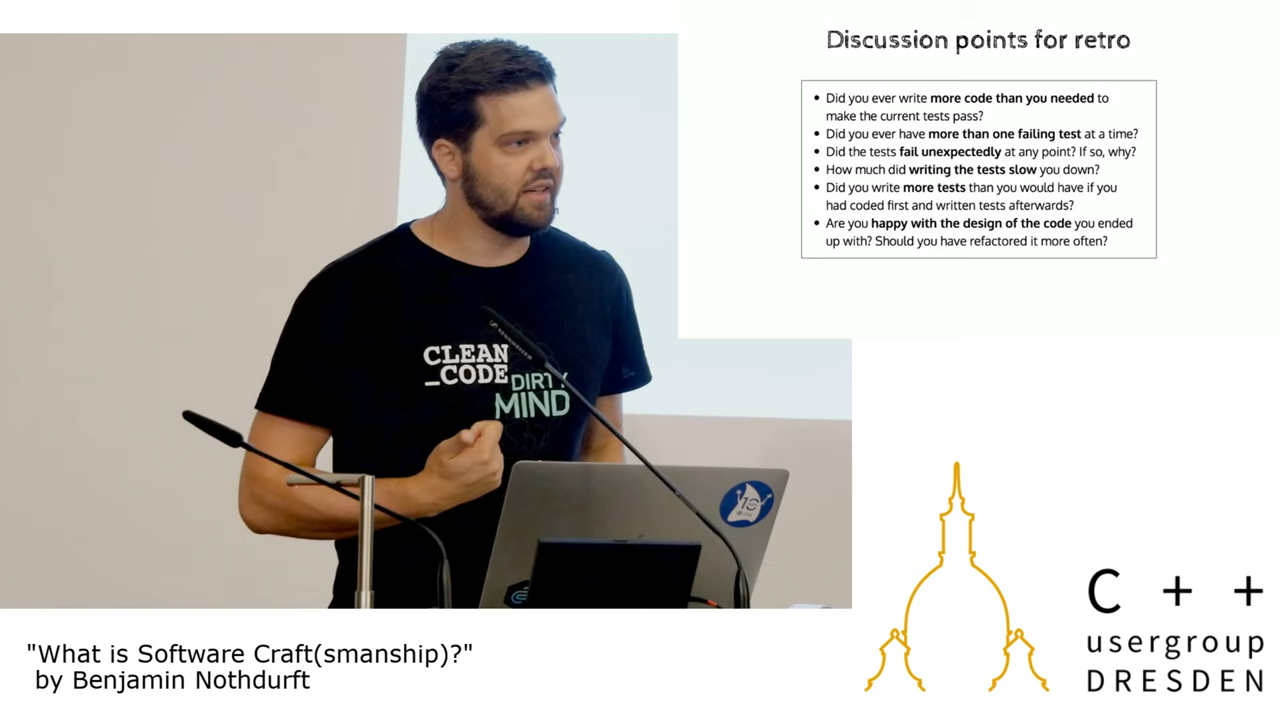 Discussion points for retro
• Did you ever write more code than you needed to
make the current tests pass?
• Did you ever have more than one failing test at a time?
• Did the tests fail unexpectedly at any point? If so, why?
• How much did writing the tests slow you down?
• Did you write more tests than you would have if you
had coded first and written tests afterwards?
• Are you happy with the design of the code you ended
up with? Should you have refactored it more often?
CLEAN
_CODE
DIRTY
MIND
10
"What is Software Craft(smanship)?"
by Benjamin Nothdurft
C++
usergroup
DRESDEN